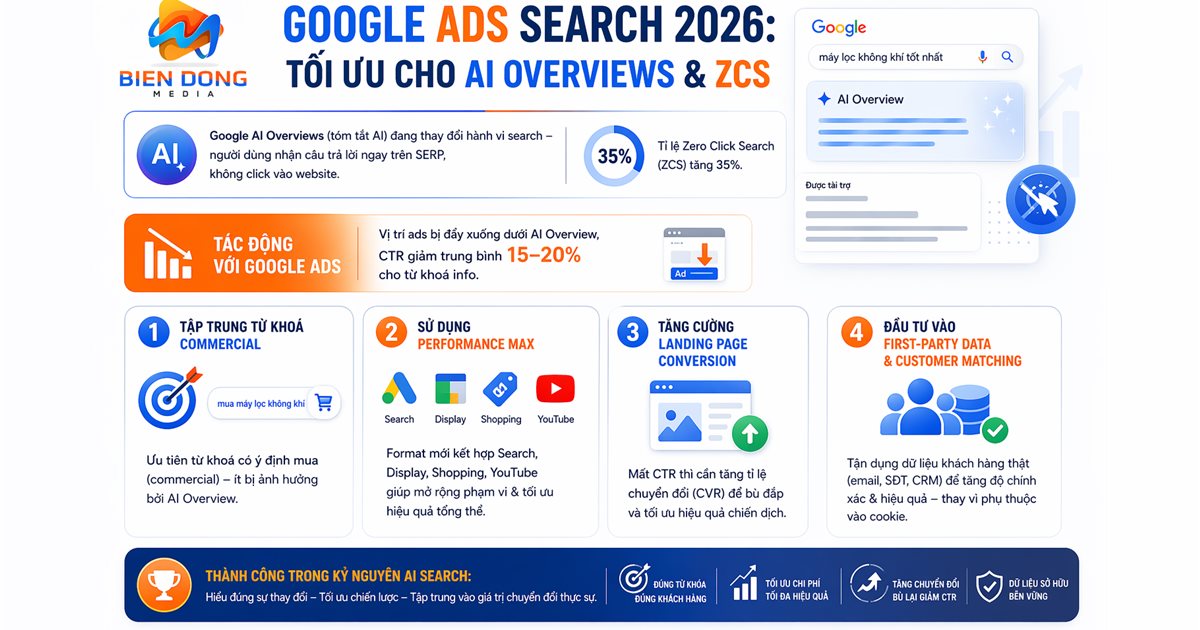 BIEN DONG
MEDIA
GOOGLE ADS SEARCH 2026:
TỐI ƯU CHO AI OVERVIEWS & ZCS
Google
máy lọc không khí tốt nhất
AI Overview
Được tài trợ
AI
Google AI Overviews (tóm tắt AI) đang thay đổi hành vi search –
người dùng nhận câu trả lời ngay trên SERP,
không click vào website.
35%
Tỉ lệ Zero Click Search
(ZCS) tăng 35%.
TÁC ĐỘNG
VỚI GOOGLE ADS
Vị trí ads bị đẩy xuống dưới AI Overview,
CTR giảm trung bình 15–20%
cho từ khoá info.
Ad
1
TẬP TRUNG TỪ KHOÁ
COMMERCIAL
mua máy lọc không khí
Ưu tiên từ khoá có ý định mua
(commercial) – ít bị ảnh hưởng
bởi AI Overview.
2
SỬ DỤNG
PERFORMANCE MAX
Search
Display
Shopping
YouTube
Format mới kết hợp Search,
Display, Shopping, YouTube
giúp mở rộng phạm vi & tối ưu
hiệu quả tổng thể.
3
TĂNG CƯỜNG
LANDING PAGE
CONVERSION
Mất CTR thì cần tăng tỉ lệ
chuyển đổi (CVR) để bù đắp
và tối ưu hiệu quả chiến dịch.
4
ĐẦU TƯ VÀO
FIRST-PARTY DATA
& CUSTOMER MATCHING
Tận dụng dữ liệu khách hàng thật
(email, SĐT, CRM) để tăng độ chính
xác & hiệu quả – thay vì phụ thuộc
vào cookie.
THÀNH CÔNG TRONG KỶ NGUYÊN AI SEARCH:
Hiểu đúng sự thay đổi – Tối ưu chiến lược – Tập trung vào giá trị chuyển đổi thực sự.
ĐÚNG TỪ KHÓA
ĐÚNG KHÁCH HÀNG
TỐI ƯU CHI PHÍ
TỐI ĐA HIỆU QUẢ
TĂNG CHUYỂN ĐỔI
BÙ LẠI GIẢM CTR
DỮ LIỆU SỞ HỮU
BỀN VỮNG